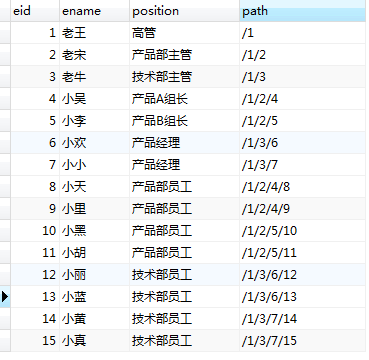 eid ename position path
1 老王 高管 /1
2 老宋 产品部主管 /1/2
3 老牛 技术部主管 /1/3
4 小吴 产品A组长 /1/2/4
5 小李 产品B组长 /1/2/5
6 小欢 产品经理 /1/3/6
7 小小 产品经理 /1/3/7
8 小天 产品部员工 /1/2/4/8
9 小里 产品部员工 /1/2/4/9
10 小黑 产品部员工 /1/2/5/10
11 小胡 产品部员工 /1/2/5/11
12 小丽 技术部员工 /1/3/6/12
13 小蓝 技术部员工 /1/3/6/13
14 小黄 技术部员工 /1/3/7/14
15 小真 技术部员工 /1/3/7/15